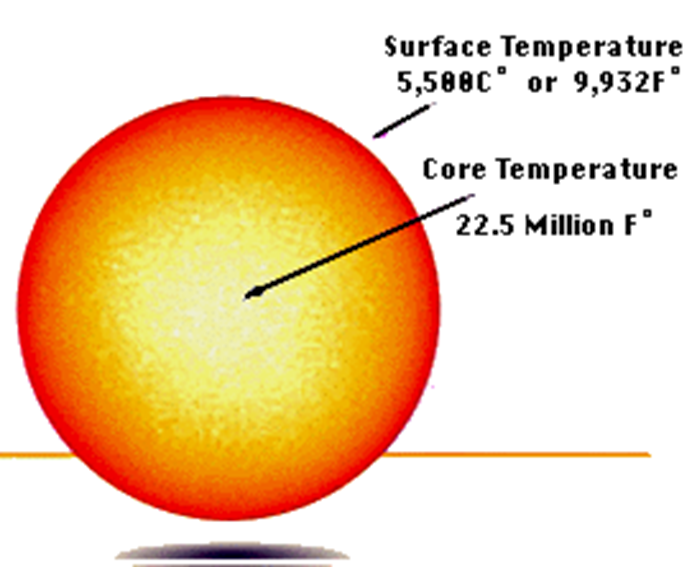 Surface Temperature
5,500C° or 9,932F°
Core Temperature
22.5 Million F°